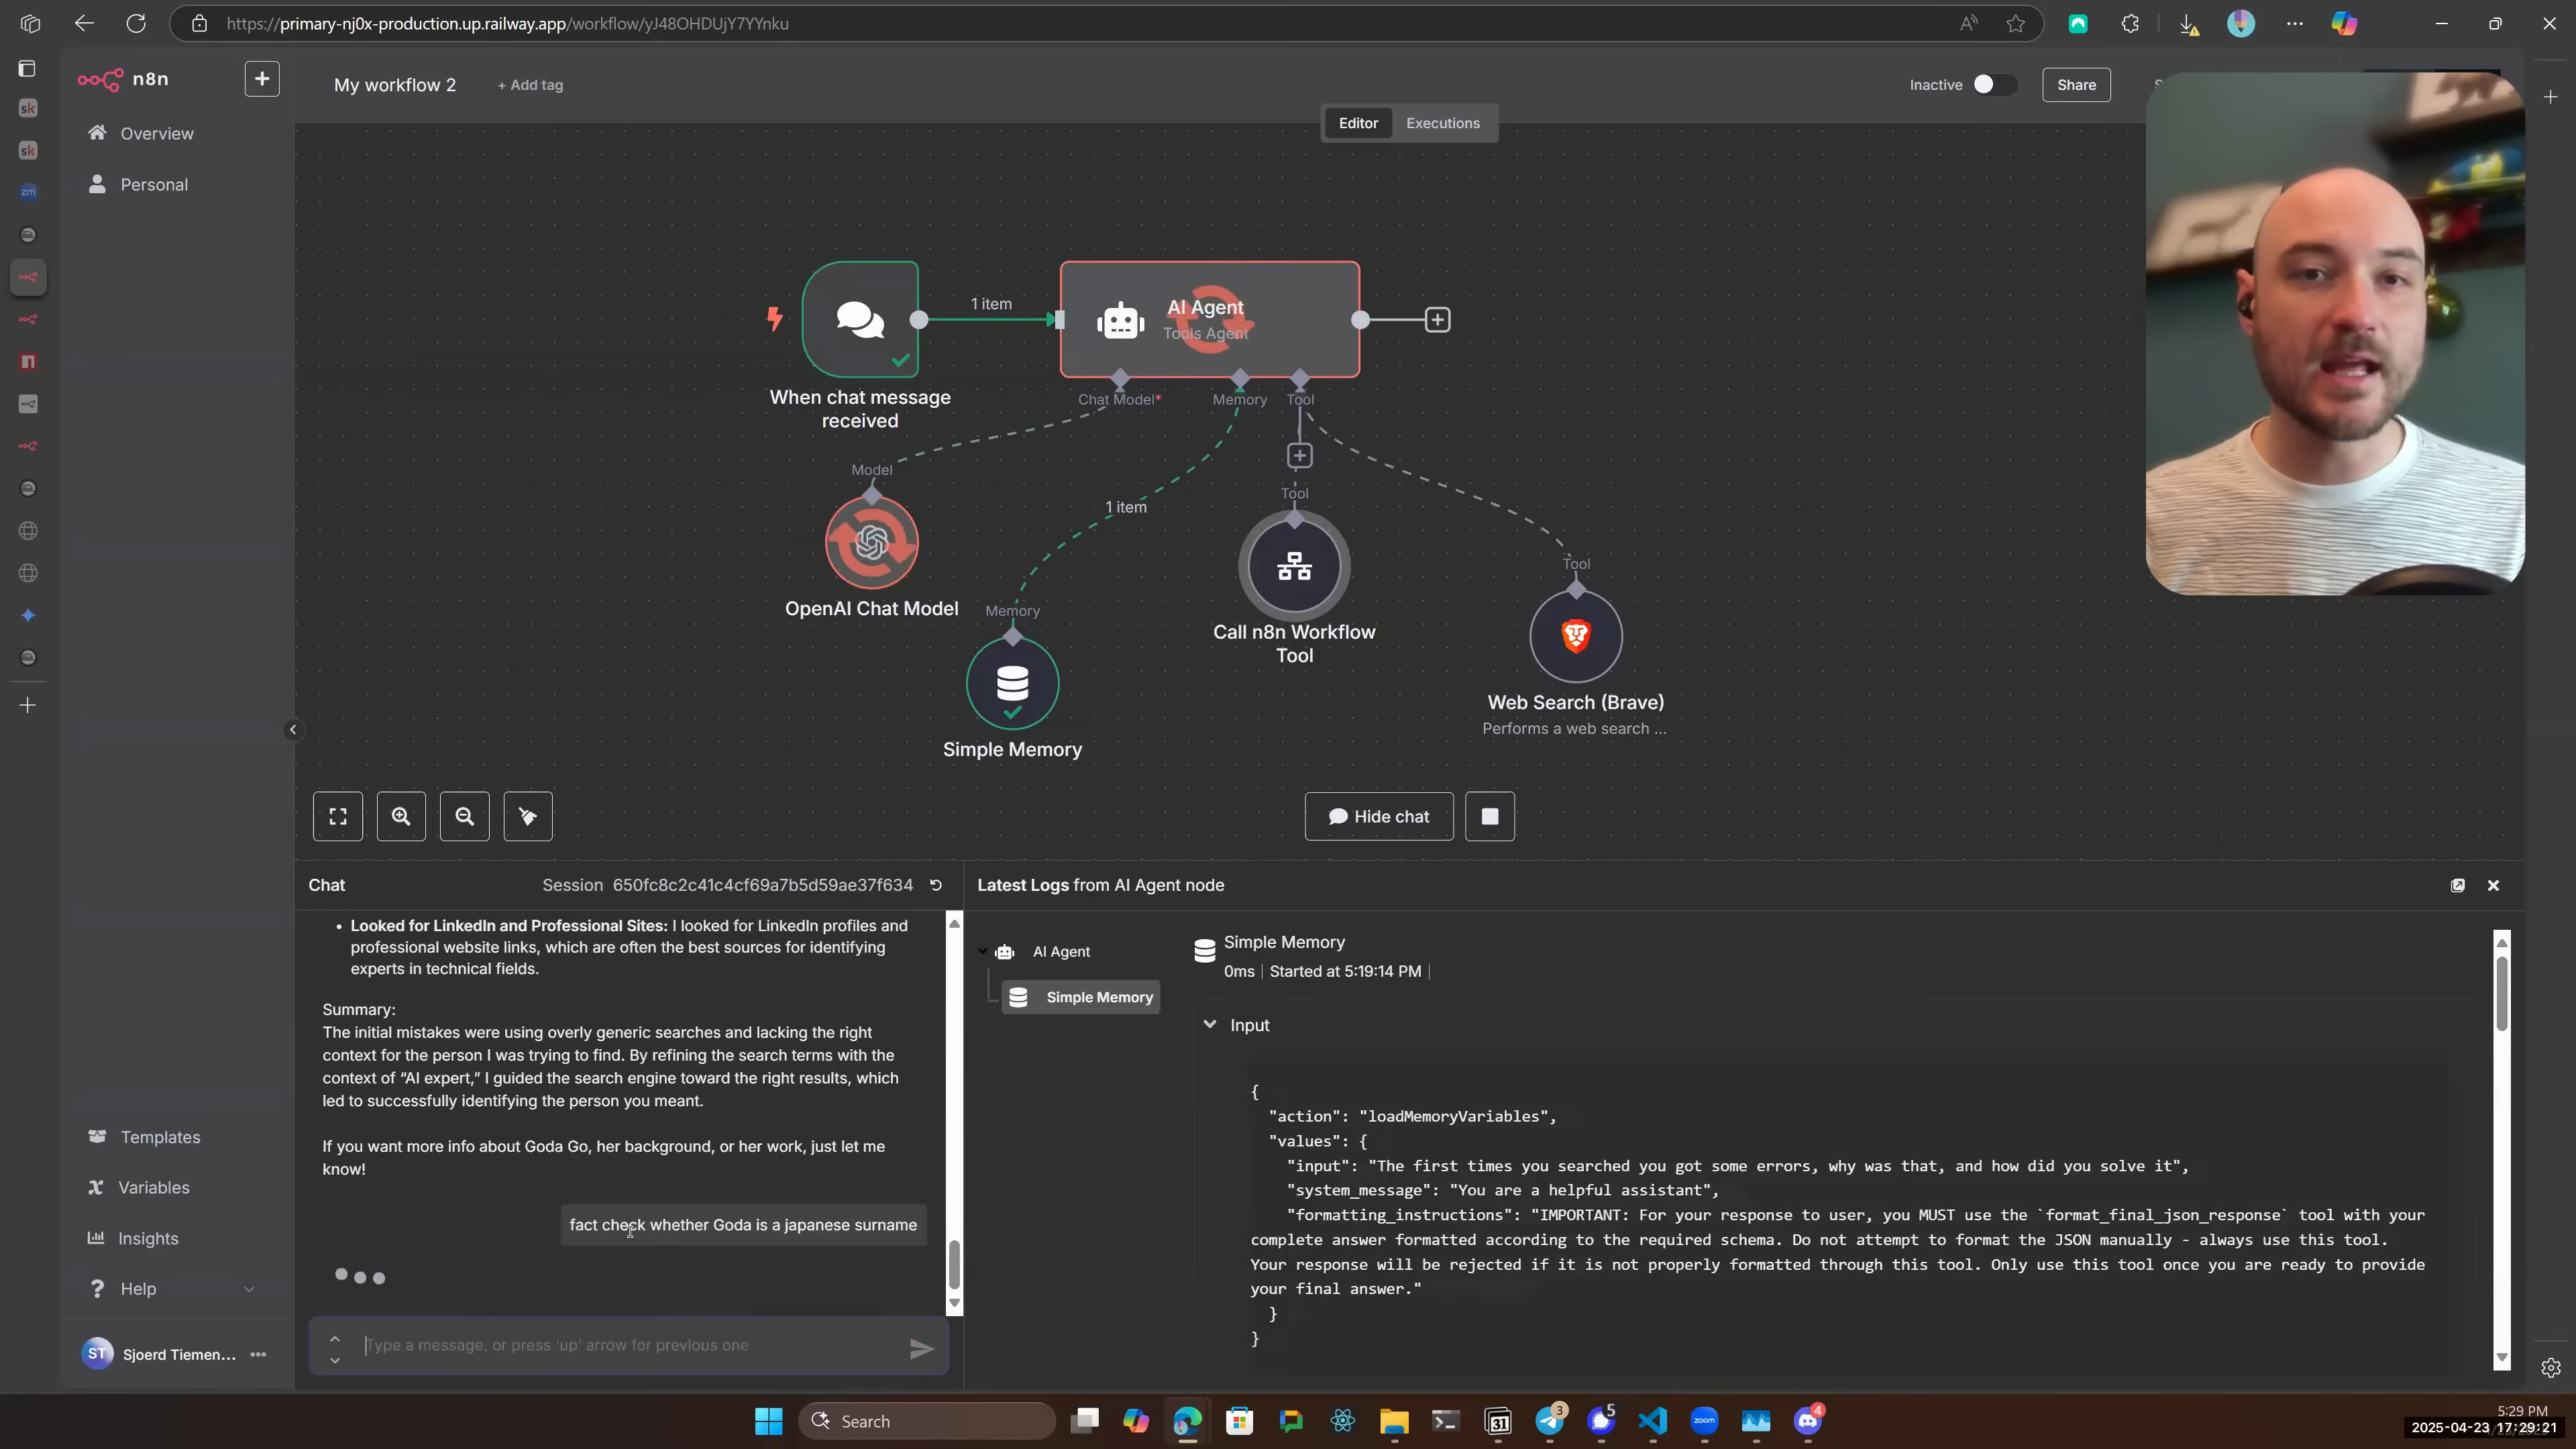 https://primary-nj0x-production.up.railway.app/workflow/yJ48OHDUjY7YYnku
n8n
Overview
Personal
My workflow 2
+ Add tag
Inactive
Share
Editor
Executions
1 item
AI Agent
Tools Agent
When chat message
received
Chat Model*
Memory
Tool
Model
1 item
Tool
OpenAI Chat Model
Memory
Call n8n Workflow
Tool
Tool
Simple Memory
Web Search (Brave)
Performs a web search ...
Hide chat
Chat
Session 650fc8c2c41c4cf69a7b5d59ae37f634
• Looked for LinkedIn and Professional Sites: I looked for LinkedIn profiles and
professional website links, which are often the best sources for identifying
experts in technical fields.
Summary:
The initial mistakes were using overly generic searches and lacking the right
context for the person I was trying to find. By refining the search terms with the
context of “AI expert,” I guided the search engine toward the right results, which
led to successfully identifying the person you meant.
If you want more info about Goda Go, her background, or her work, just let me
know!
fact check whether Goda is a japanese surname
Type a message, or press ‘up’ arrow for previous one
Latest Logs from AI Agent node
AI Agent
Simple Memory
Simple Memory
0ms | Started at 5:19:14 PM |
Input
{
"action": "loadMemoryVariables",
"values": {
"input": "The first times you searched you got some errors, why was that, and how did you solve it",
"system_message": "You are a helpful assistant",
"formatting_instructions": "IMPORTANT: For your response to user, you MUST use the `format_final_json_response` tool with your
complete answer formatted according to the required schema. Do not attempt to format the JSON manually - always use this tool.
Your response will be rejected if it is not properly formatted through this tool. Only use this tool once you are ready to provide
your final answer."
}
}
Templates
Variables
Insights
Help
ST
Sjoerd Tiemen...
sk
sk
zm
Search
31
3
5
zoom
4
5:29 PM
2025-04-23 17:29:21